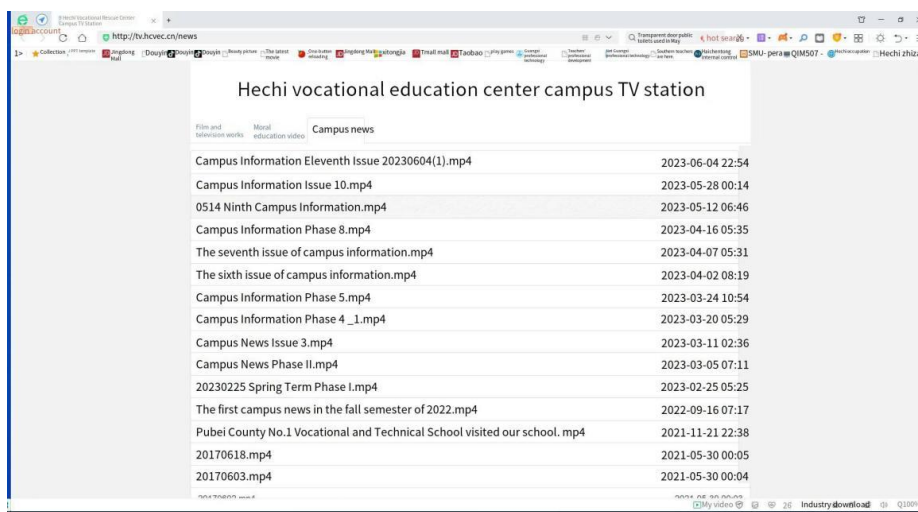 login account
http://tv.hcvec.cn/news
hot search
Collection
Jingdong Mall
Douyin
Douyin
Beauty picture
The latest movie
Tmall mall
Taobao
play games
SMU-pera
QIM507 -
Hechi zhiza
Hechi vocational education center campus TV station
Film and television works
Moral education video
Campus news
Campus Information Eleventh Issue 20230604(1).mp4 2023-06-04 22:54
Campus Information Issue 10.mp4 2023-05-28 00:14
0514 Ninth Campus Information.mp4 2023-05-12 06:46
Campus Information Phase 8.mp4 2023-04-16 05:35
The seventh issue of campus information.mp4 2023-04-07 05:31
The sixth issue of campus information.mp4 2023-04-02 08:19
Campus Information Phase 5.mp4 2023-03-24 10:54
Campus Information Phase 4 _1.mp4 2023-03-20 05:29
Campus News Issue 3.mp4 2023-03-11 02:36
Campus News Phase II.mp4 2023-03-05 07:11
20230225 Spring Term Phase I.mp4 2023-02-25 05:25
The first campus news in the fall semester of 2022.mp4 2022-09-16 07:17
Pubei County No.1 Vocational and Technical School visited our school. mp4 2021-11-21 22:38
20170618.mp4 2021-05-30 00:05
20170603.mp4 2021-05-30 00:04
My video
26
Industry download